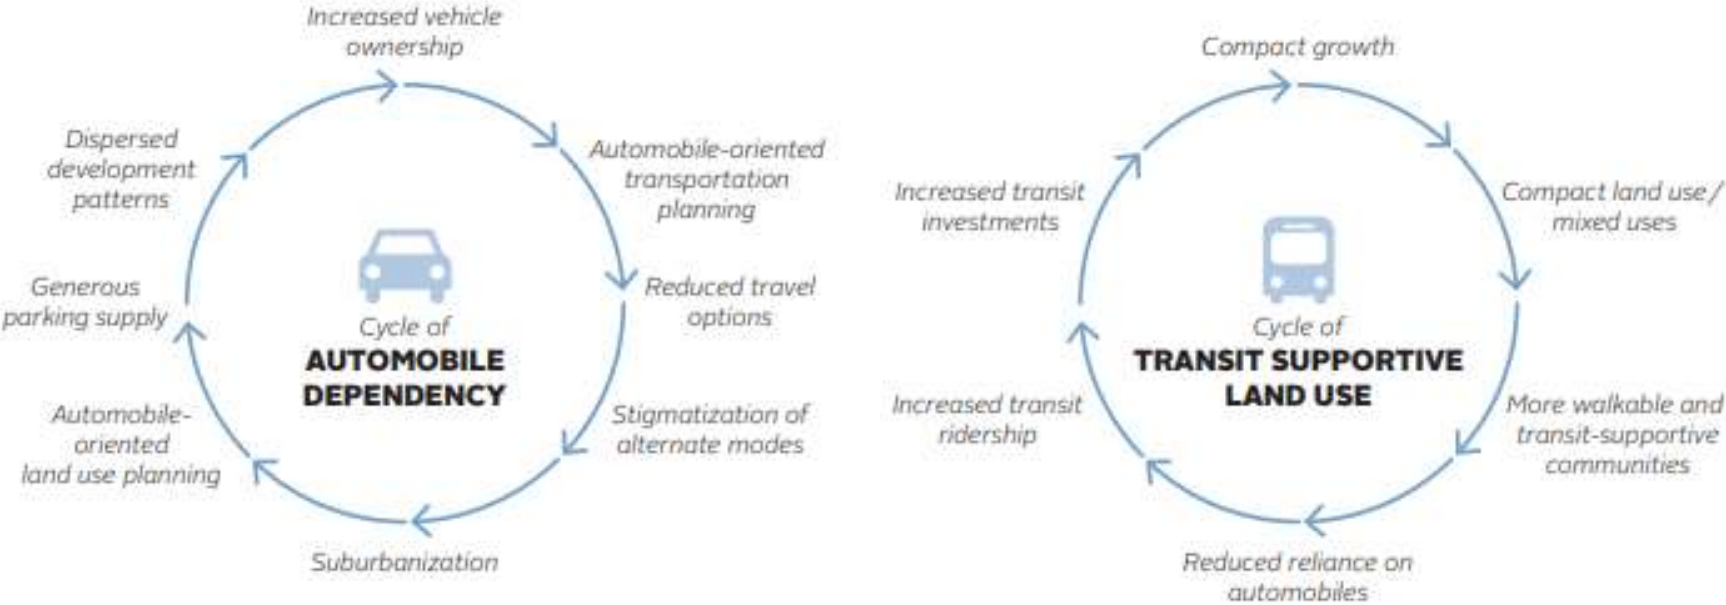 Increased vehicle
ownership
Automobile-oriented
transportation
planning
Reduced travel
options
Stigmatization of
alternate modes
Suburbanization
Automobile-
oriented
land use planning
Generous
parking supply
Dispersed
development
patterns
Cycle of
AUTOMOBILE
DEPENDENCY
Compact growth
Compact land use/
mixed uses
More walkable and
transit-supportive
communities
Reduced reliance on
automobiles
Increased transit
ridership
Increased transit
investments
Cycle of
TRANSIT SUPPORTIVE
LAND USE